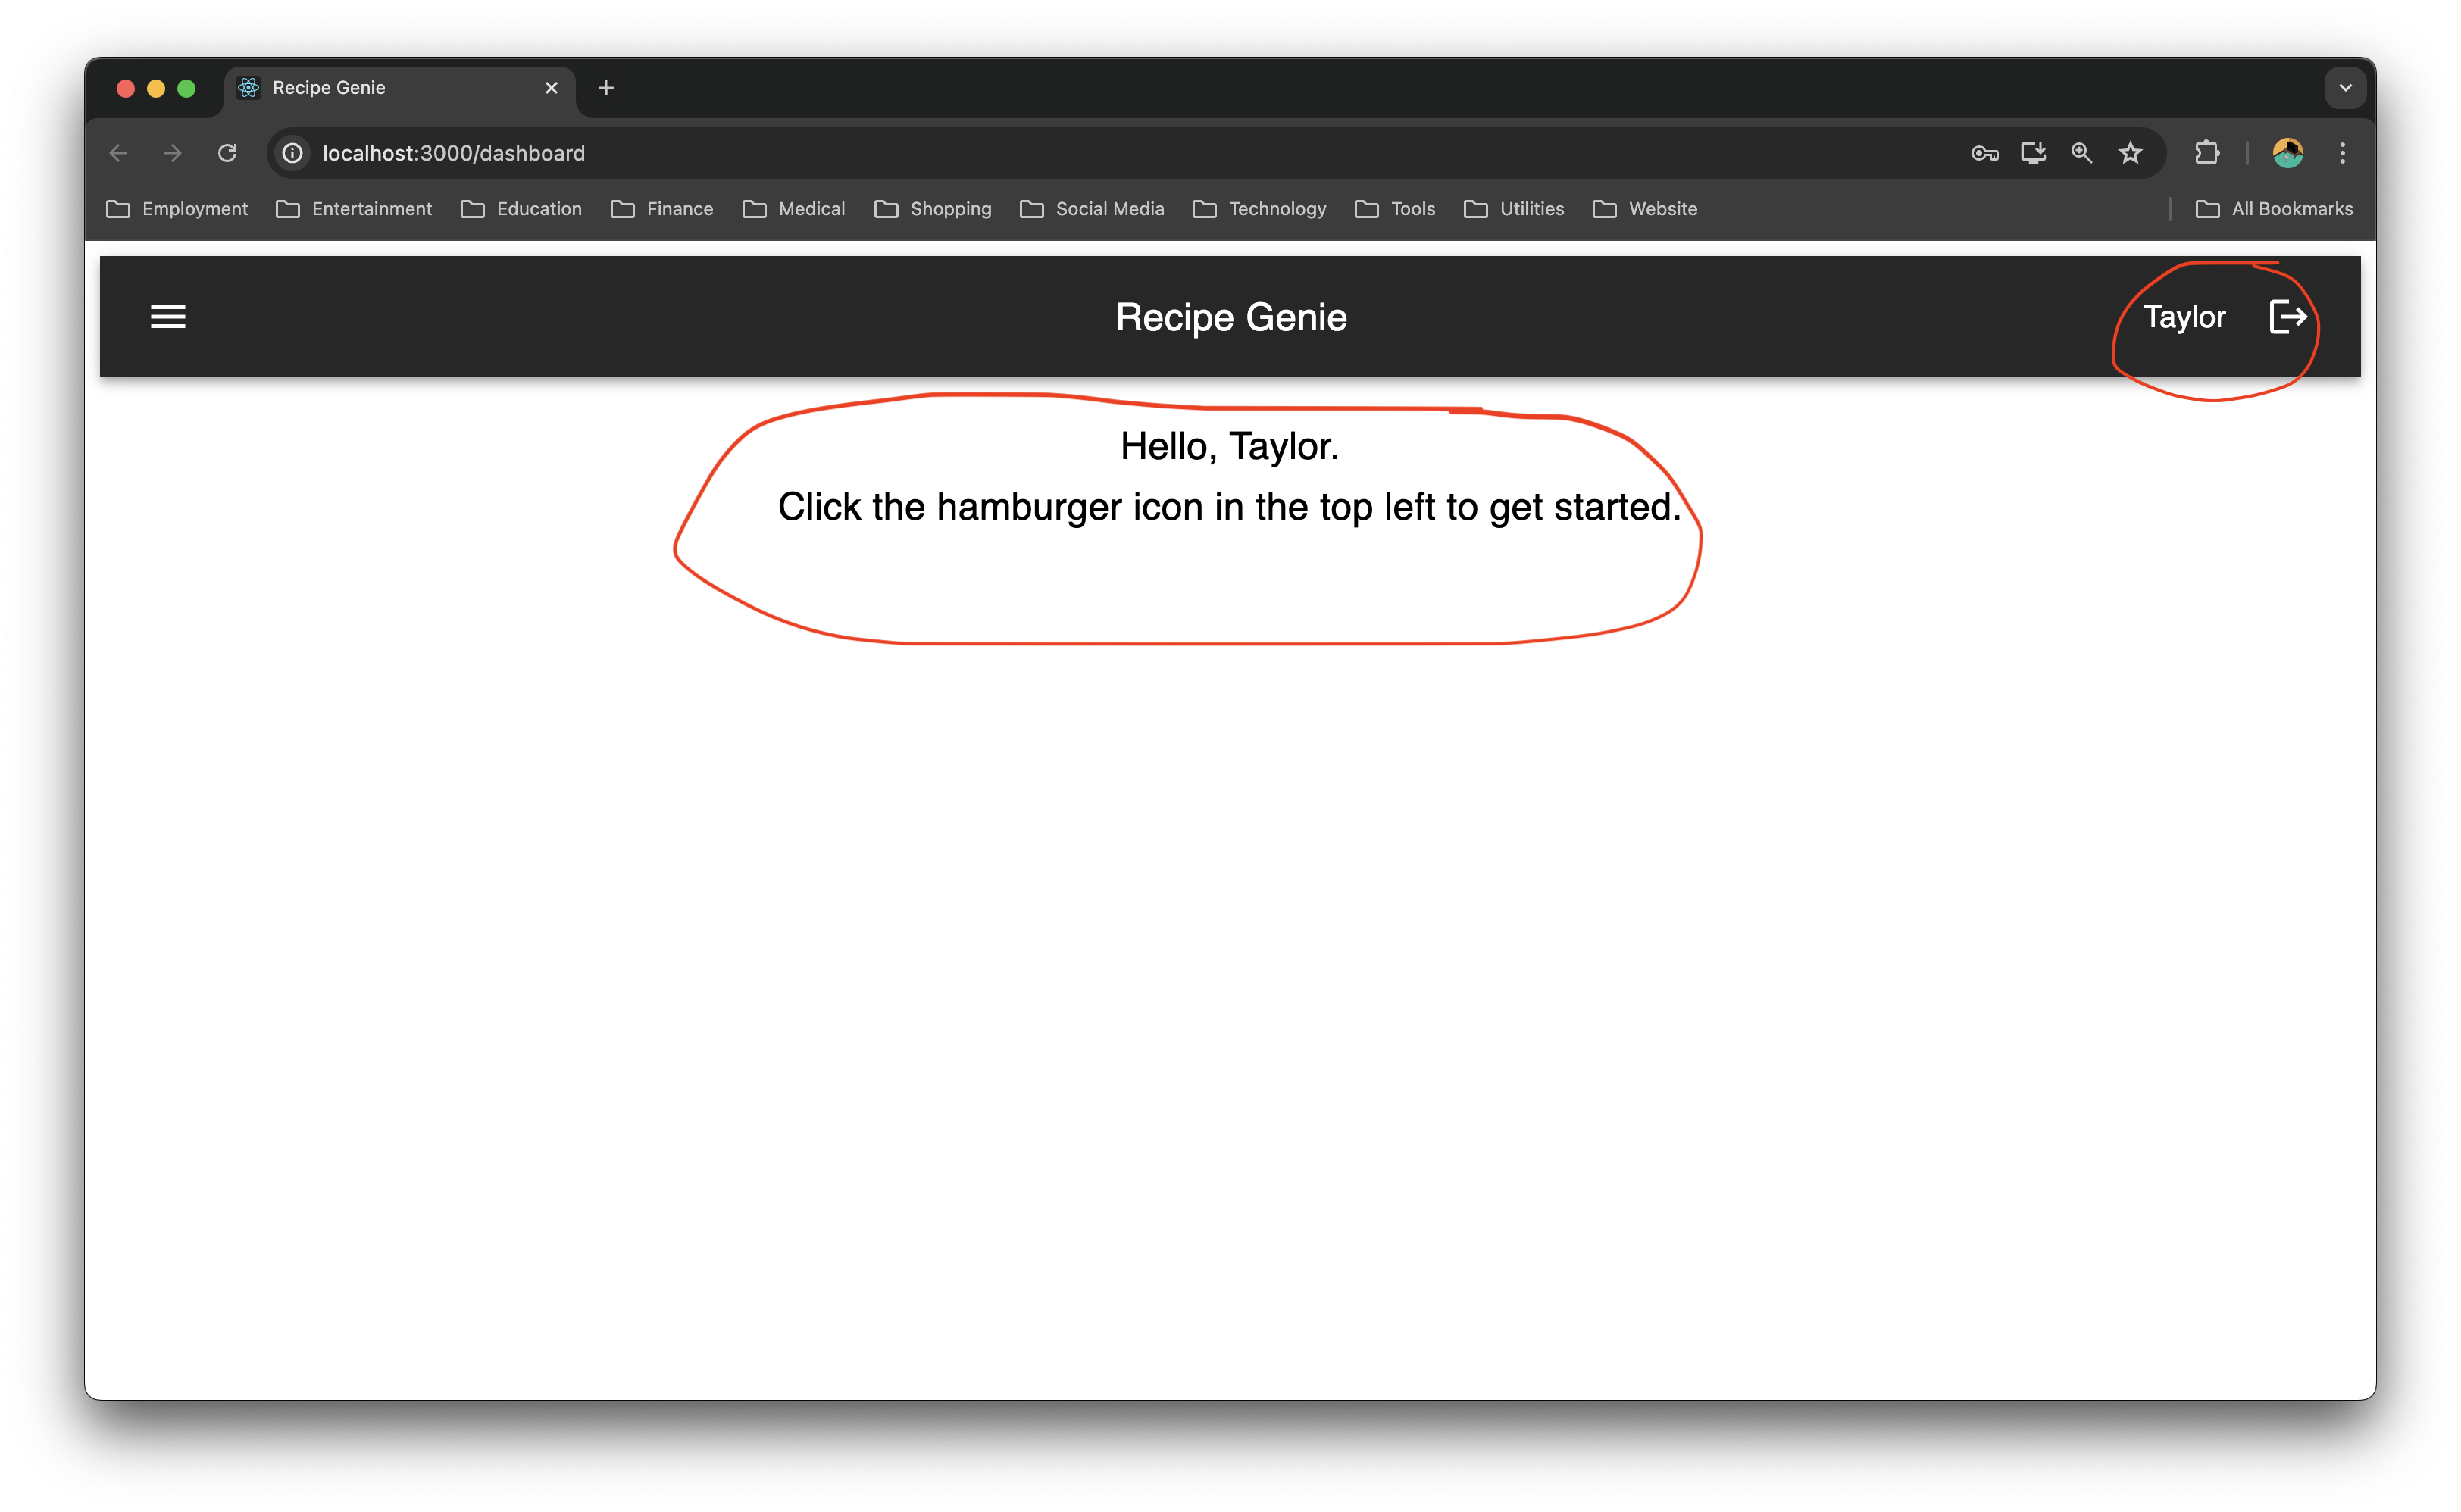 Recipe Genie
localhost:3000/dashboard
Employment Entertainment Education Finance Medical Shopping Social Media Technology Tools Utilities Website All Bookmarks
Recipe Genie Taylor
Hello, Taylor.
Click the hamburger icon in the top left to get started.